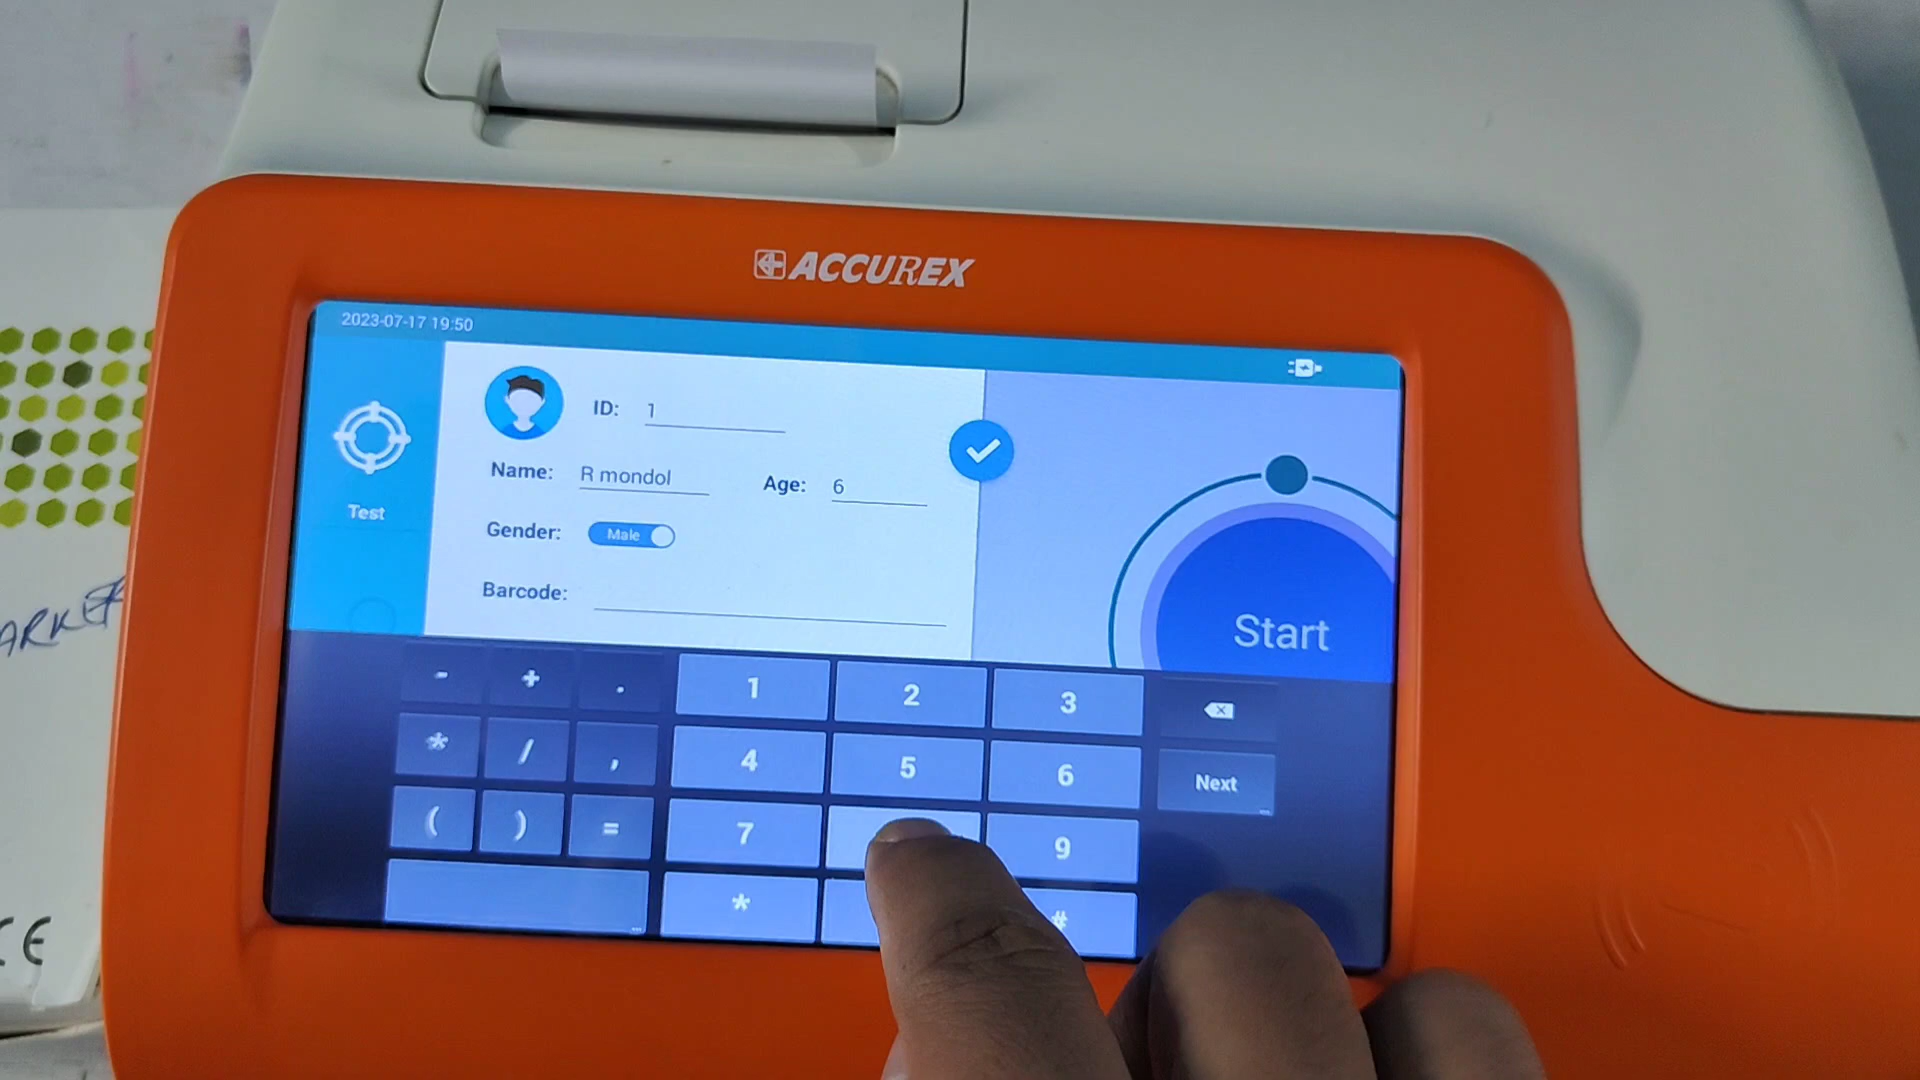 ACCUREX
2023-07-17 19:50
ID: 1
Name: R mondol Age: 6
Test
Gender: Male
Barcode:
Start
- + . 1 2 3
* / , 4 5 6 Next
( ) = 7 9
* #
CE